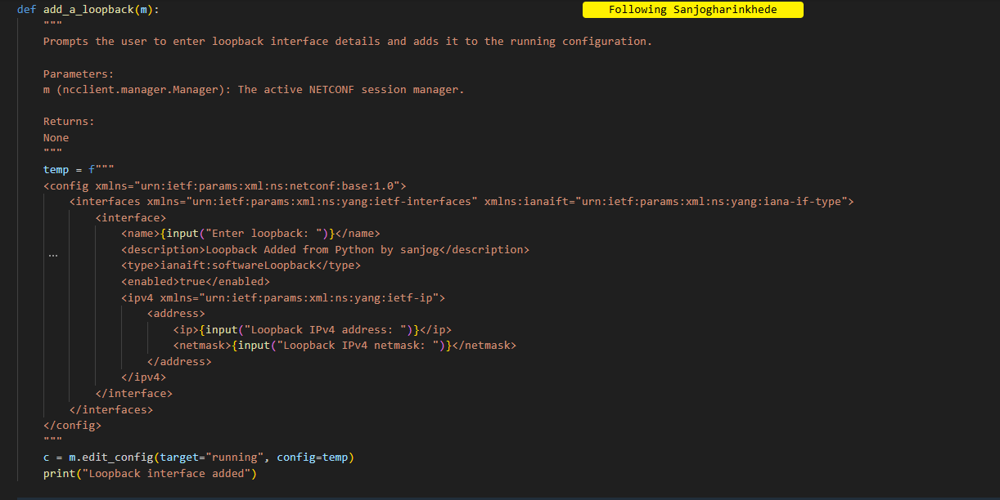 def add_a_loopback(m):
Following Sanjogharinkhede
"""
Prompts the user to enter loopback interface details and adds it to the running configuration.
Parameters:
m (ncclient.manager.Manager): The active NETCONF session manager.
Returns:
None
"""
temp = f"""
<config xmlns="urn:ietf:params:xml:ns:netconf:base:1.0">
<interfaces xmlns="urn:ietf:params:xml:ns:yang:ietf-interfaces" xmlns:ianaift="urn:ietf:params:xml:ns:yang:iana-if-type">
<interface>
<name>{input("Enter loopback: ")}</name>
<description>Loopback Added from Python by sanjog</description>
...
<type>ianaift:softwareLoopback</type>
<enabled>true</enabled>
<ipv4 xmlns="urn:ietf:params:xml:ns:yang:ietf-ip">
<address>
<ip>{input("Loopback IPv4 address: ")}</ip>
<netmask>{input("Loopback IPv4 netmask: ")}</netmask>
</address>
</ipv4>
</interface>
</interfaces>
</config>
"""
c = m.edit_config(target="running", config=temp)
print("Loopback interface added")